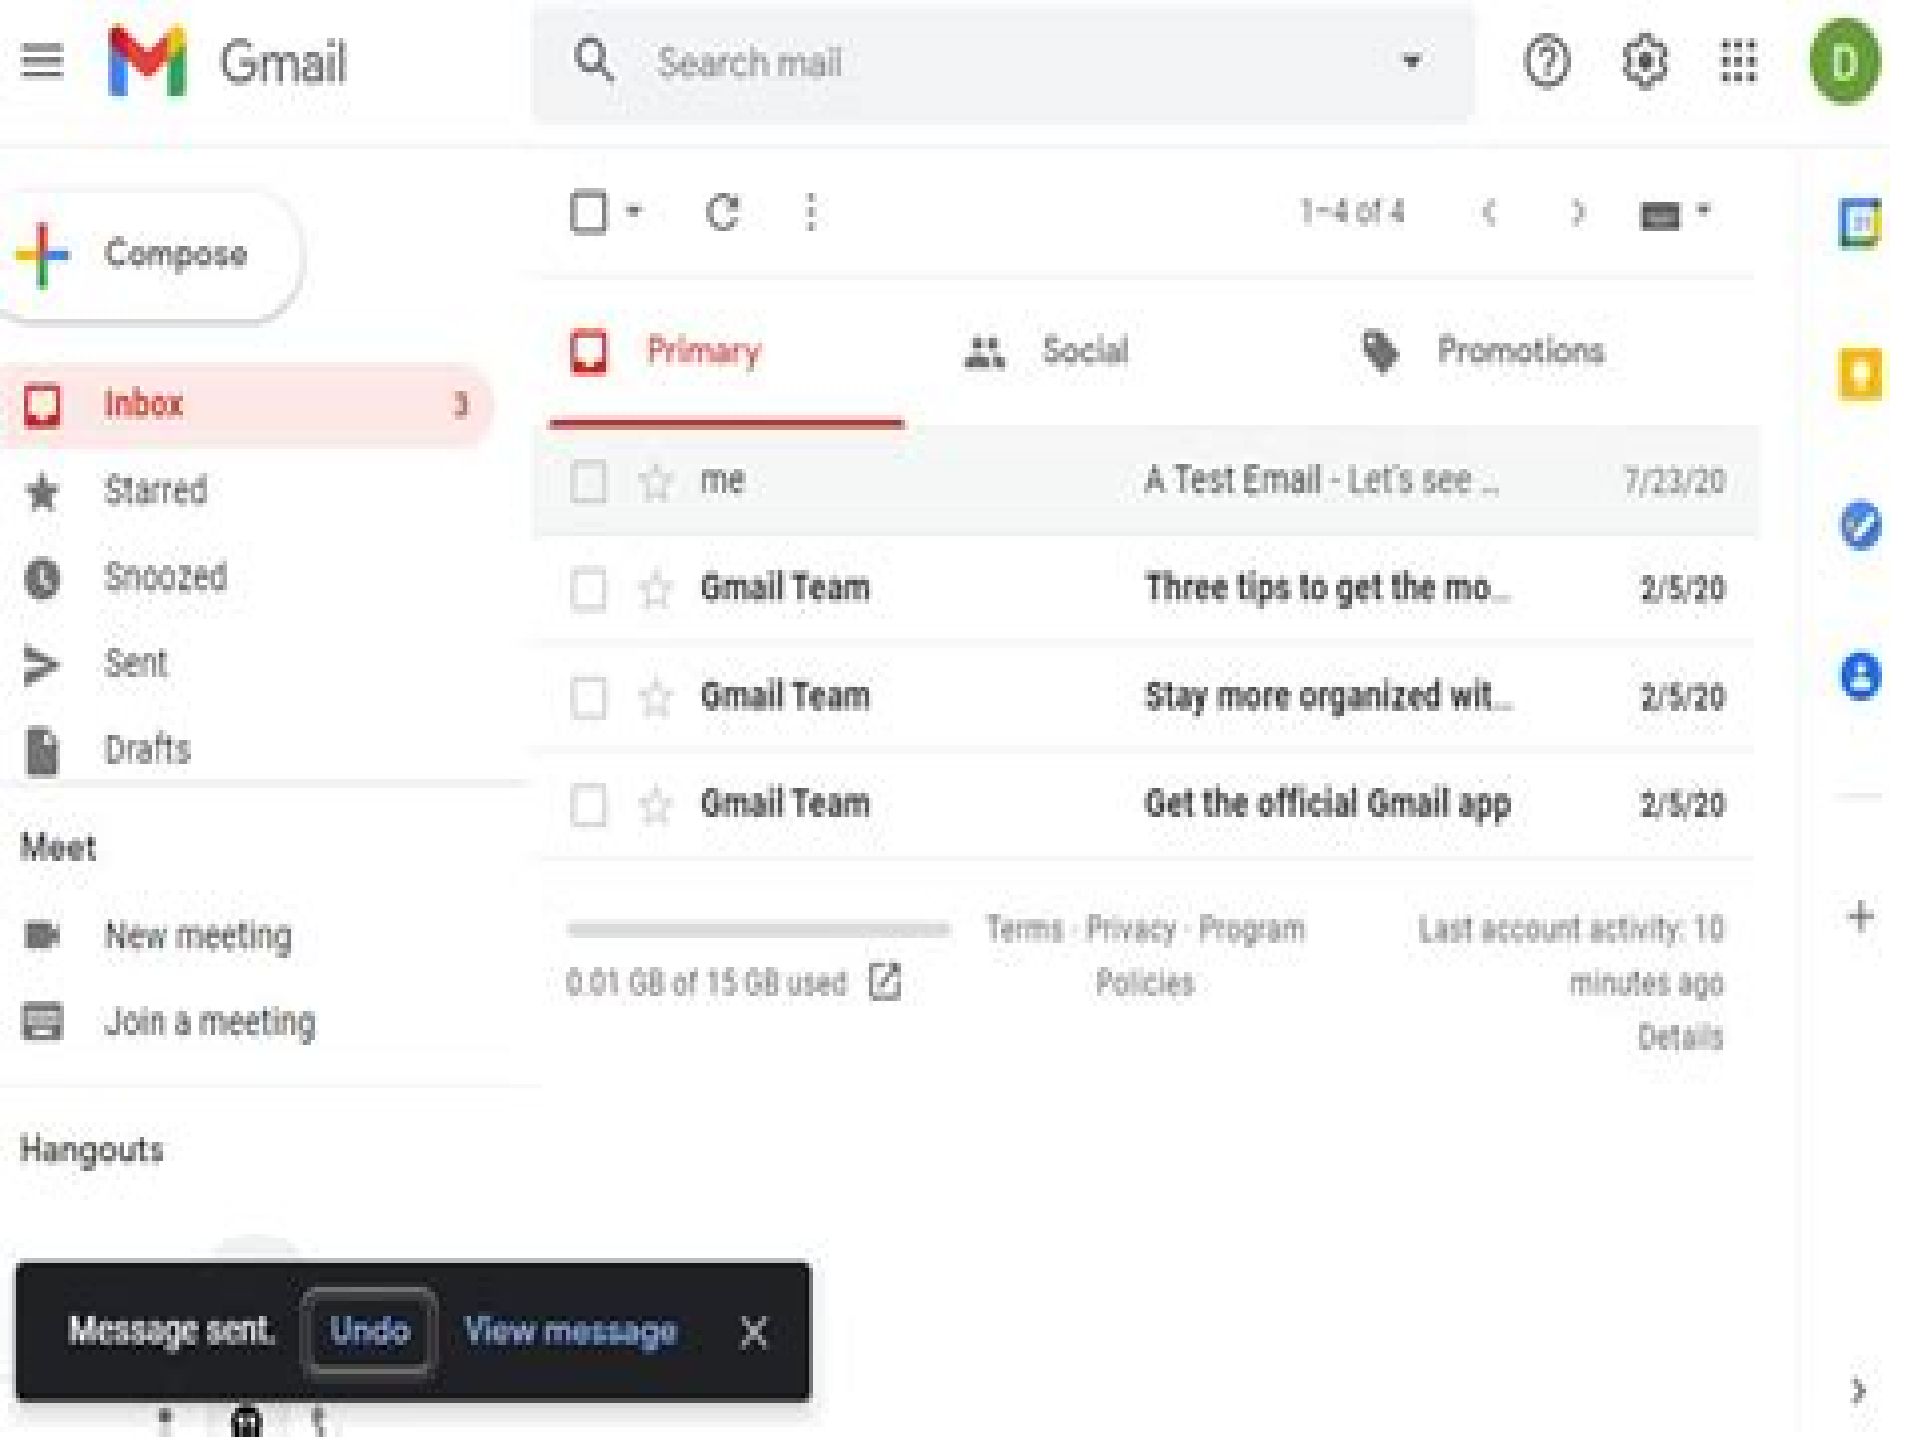 Gmail
Search mail
D
Compose
1–4 of 4
Primary
Social
Promotions
Inbox 3
Starred
Snoozed
Sent
Drafts
me A Test Email - Let's see ... 7/23/20
Gmail Team Three tips to get the mo... 2/5/20
Gmail Team Stay more organized wit... 2/5/20
Gmail Team Get the official Gmail app 2/5/20
Meet
New meeting
Join a meeting
0.01 GB of 15 GB used
Terms · Privacy · Program
Policies
Last account activity: 10
minutes ago
Details
Hangouts
Message sent. Undo View message X